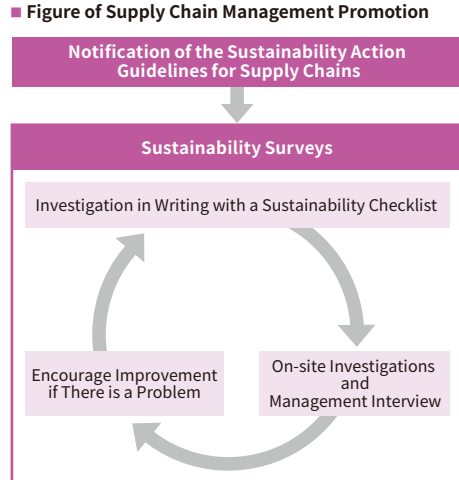 ■ Figure of Supply Chain Management Promotion
Notification of the Sustainability Action
Guidelines for Supply Chains
Sustainability Surveys
Investigation in Writing with a Sustainability Checklist
On-site Investigations
and
Management Interview
Encourage Improvement
if There is a Problem